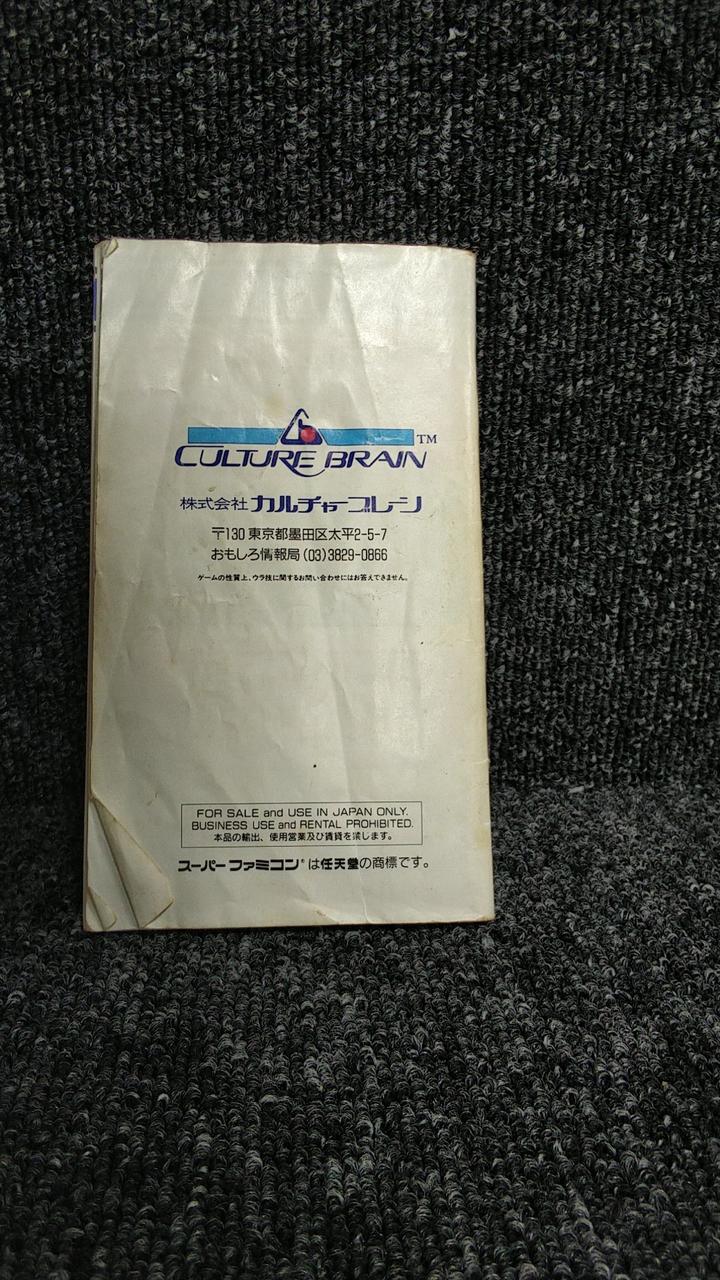 CULTURE BRAIN™
株式会社 カルチャーブレーン
〒130 東京都墨田区太平2-5-7
おもしろ情報局 (03)3829-0866
ゲームの性質上、ウラ技に関するお問い合わせにはお答えできません。
FOR SALE and USE IN JAPAN ONLY.
BUSINESS USE and RENTAL PROHIBITED.
本品の輸出、使用営業及び賃貸を禁じます。
スーパーファミコン®は任天堂の商標です。